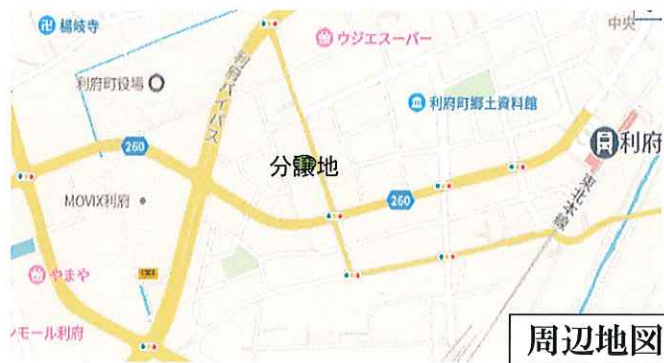 楊岐寺
ウジエスーパー
中央
利府町役場
利府バイパス
利府町郷土資料館
260
分譲地
利府
MOVIX利府
260
東北本線
やまや
ンモール利府
周辺地図